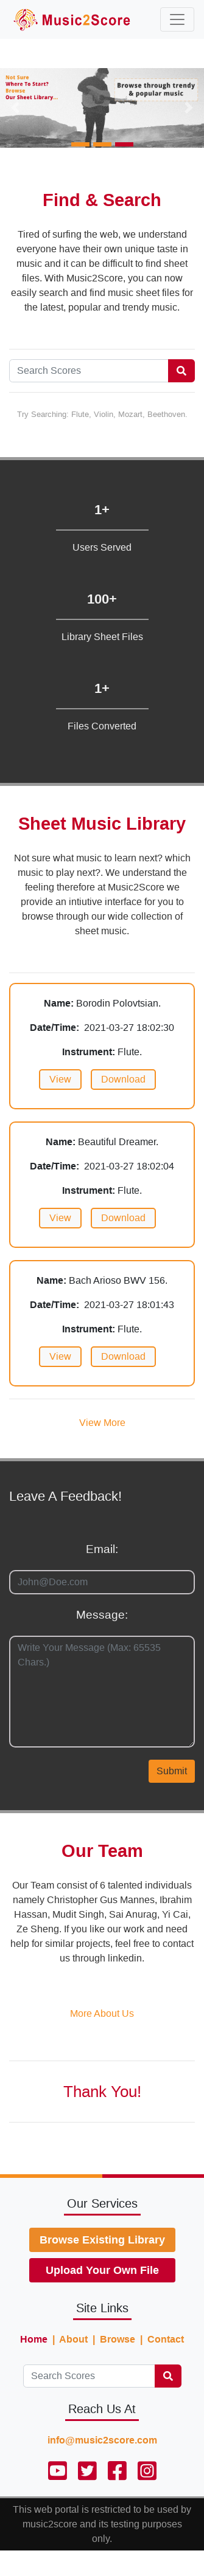 Music2Score
Not Sure
Where To Start?
Browse
Our Sheet Library...
Browse through trendy
& popular music
Find & Search
Tired of surfing the web, we understand
everyone have their own unique taste in
music and it can be difficult to find sheet
files. With Music2Score, you can now
easily search and find music sheet files for
the latest, popular and trendy music.
Search Scores
Try Searching: Flute, Violin, Mozart, Beethoven.
1+
Users Served
100+
Library Sheet Files
1+
Files Converted
Sheet Music Library
Not sure what music to learn next? which
music to play next?. We understand the
feeling therefore at Music2Score we
provide an intiutive interface for you to
browse through our wide collection of
sheet music.
Name: Borodin Polovtsian.
Date/Time: 2021-03-27 18:02:30
Instrument: Flute.
View Download
Name: Beautiful Dreamer.
Date/Time: 2021-03-27 18:02:04
Instrument: Flute.
View Download
Name: Bach Arioso BWV 156.
Date/Time: 2021-03-27 18:01:43
Instrument: Flute.
View Download
View More
Leave A Feedback!
Email:
John@Doe.com
Message:
Write Your Message (Max: 65535
Chars.)
Submit
Our Team
Our Team consist of 6 talented individuals
namely Christopher Gus Mannes, Ibrahim
Hassan, Mudit Singh, Sai Anurag, Yi Cai,
Ze Sheng. If you like our work and need
help for similar projects, feel free to contact
us through linkedin.
More About Us
Thank You!
Our Services
Browse Existing Library
Upload Your Own File
Site Links
Home | About | Browse | Contact
Search Scores
Reach Us At
info@music2score.com
This web portal is restricted to be used by
music2score and its testing purposes
only.